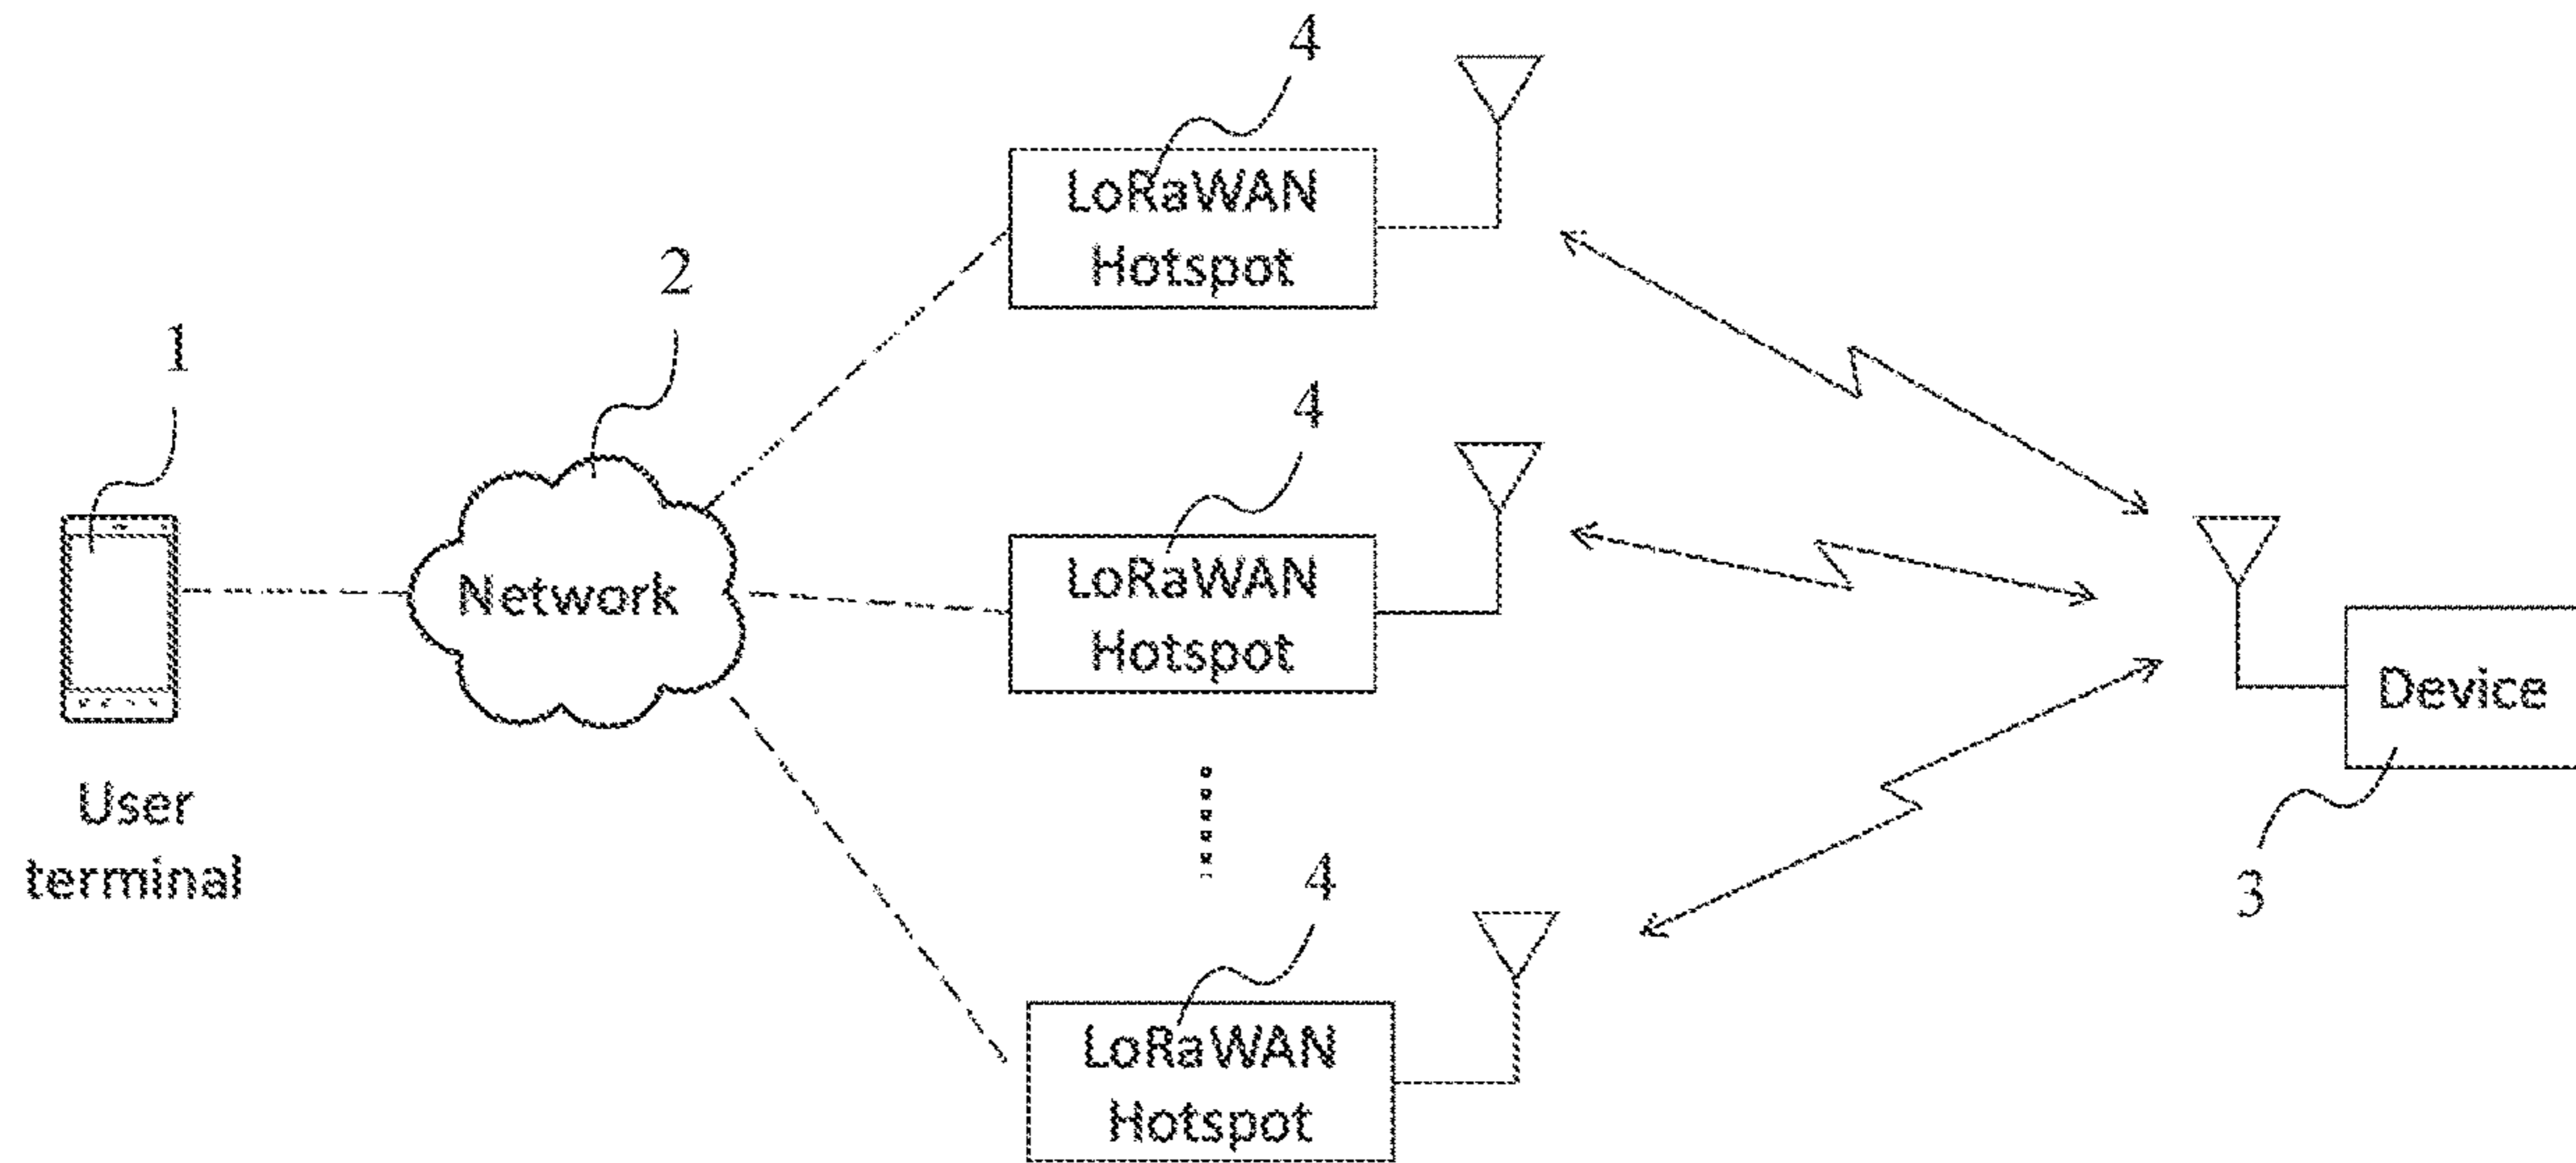 4
LoRaWAN
Hotspot
2
1
4
Network
LoRaWAN
Hotspot
Device
User
terminal
3
4
LoRaWAN
Hotspot